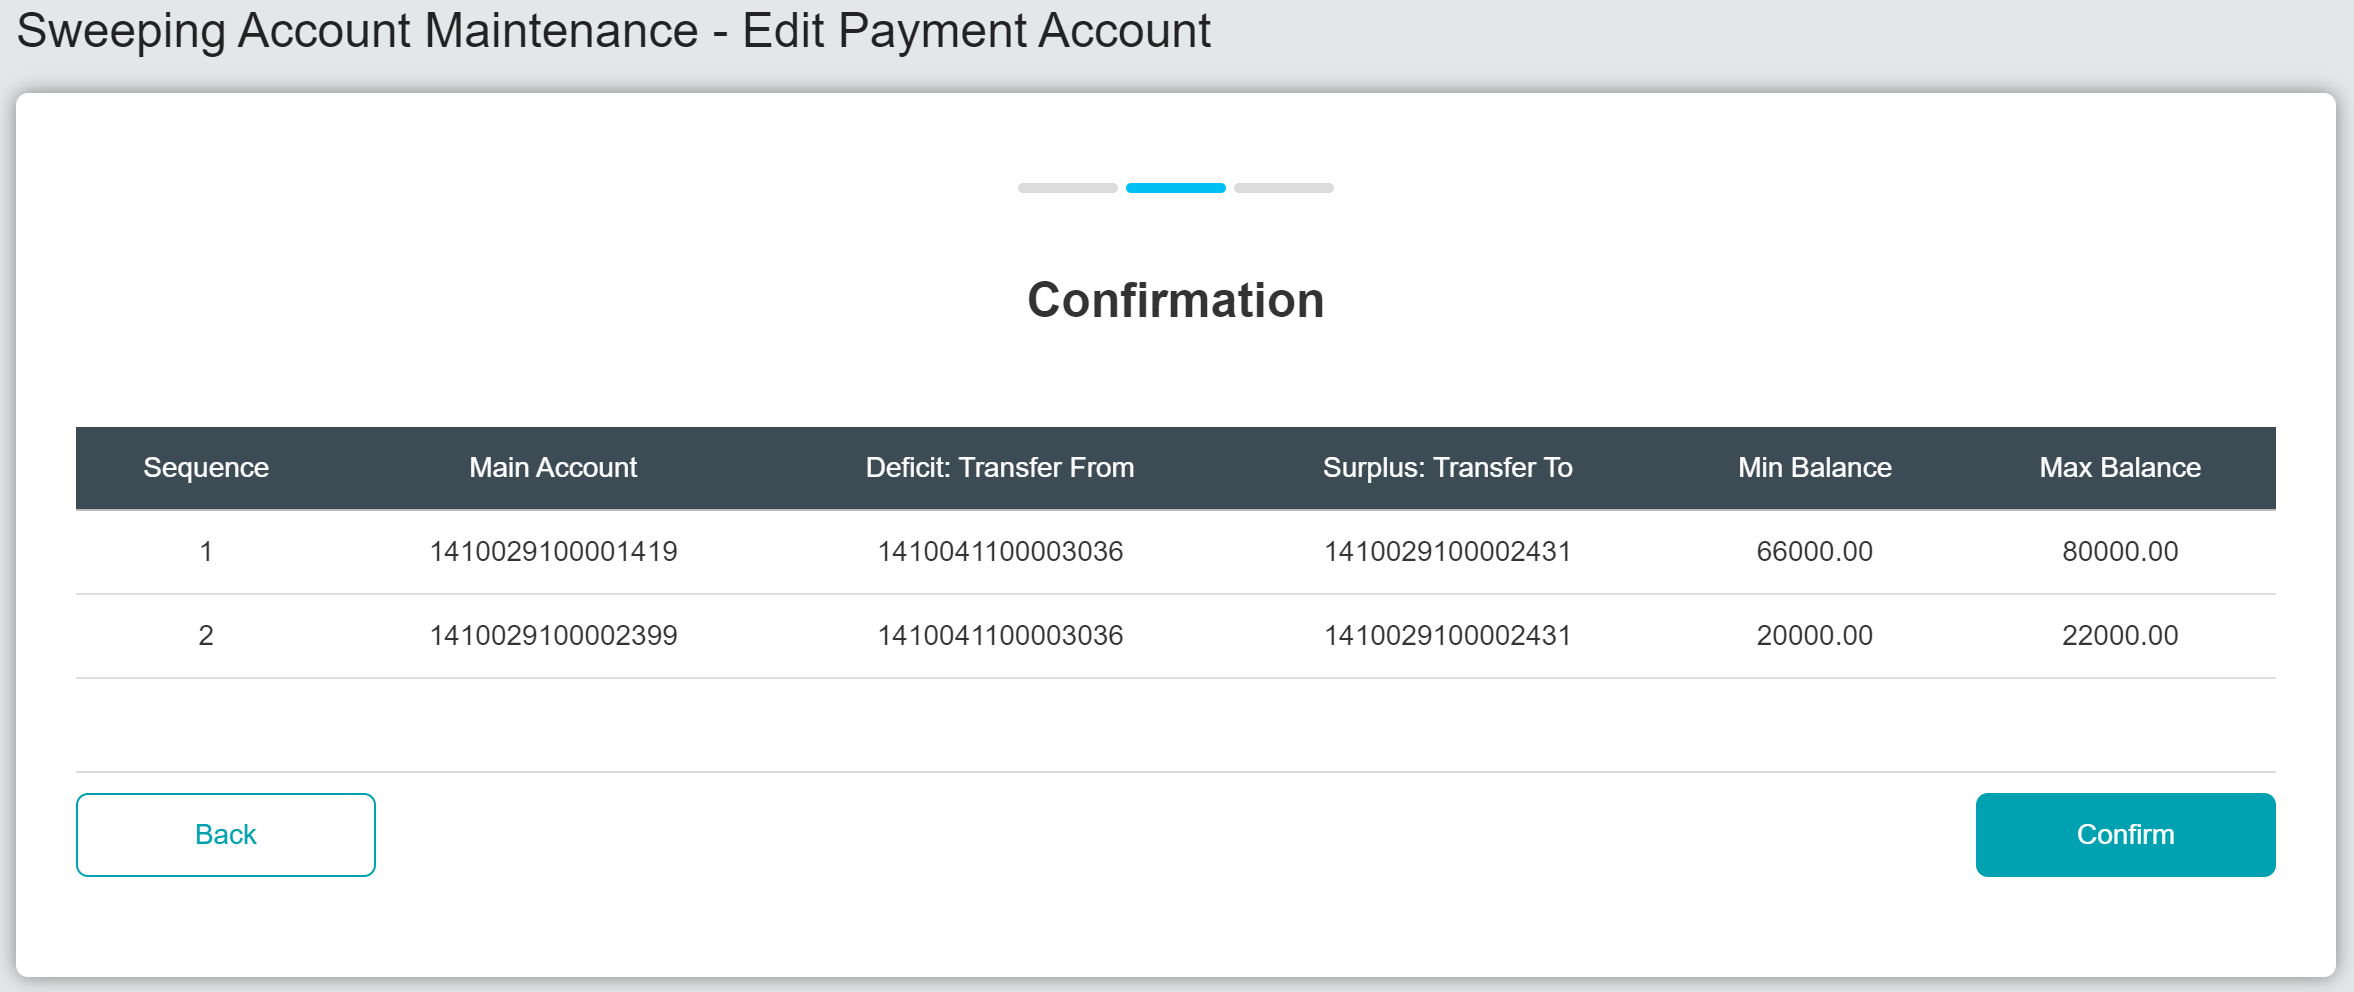 Sweeping Account Maintenance - Edit Payment Account
Confirmation
Sequence Main Account Deficit: Transfer From Surplus: Transfer To Min Balance Max Balance
1 1410029100001419 1410041100003036 1410029100002431 66000.00 80000.00
2 1410029100002399 1410041100003036 1410029100002431 20000.00 22000.00
Back Confirm